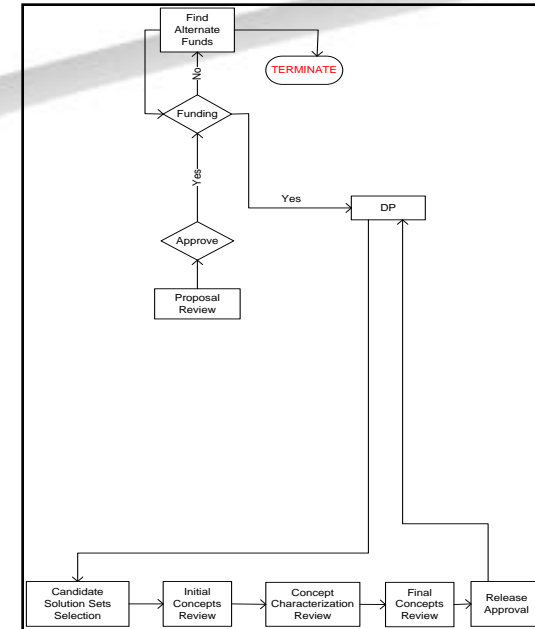 Find
Alternate
Funds
TERMINATE
No
Funding
Yes
Yes
DP
Approve
Proposal
Review
Candidate
Solution Sets
Selection
Initial
Concepts
Review
Concept
Characterization
Review
Final
Concepts
Review
Release
Approval